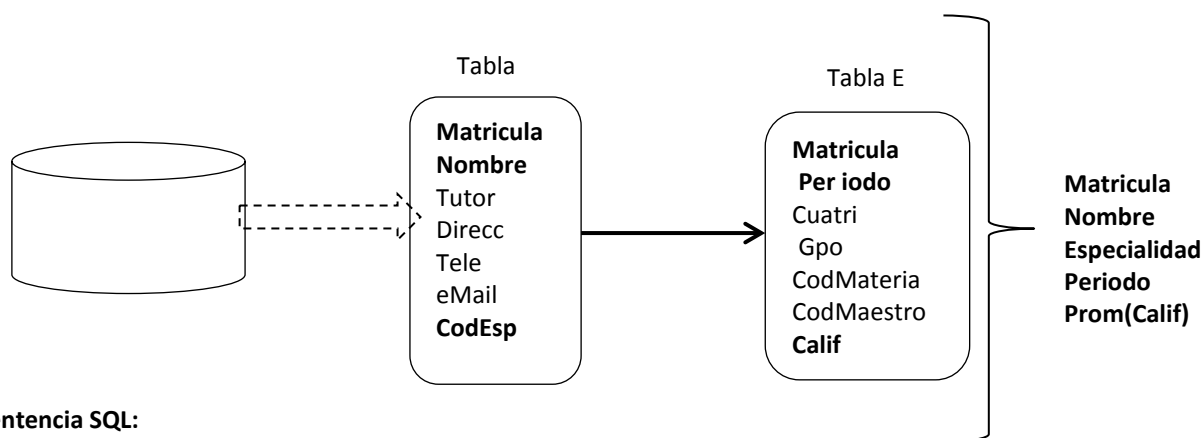 Tabla
Matricula
Nombre
Tutor
Direcc
Tele
eMail
CodEsp
Tabla E
Matricula
Per iodo
Cuatri
Gpo
CodMateria
CodMaestro
Calif
Matricula
Nombre
Especialidad
Periodo
Prom(Calif)
entencia SQL: